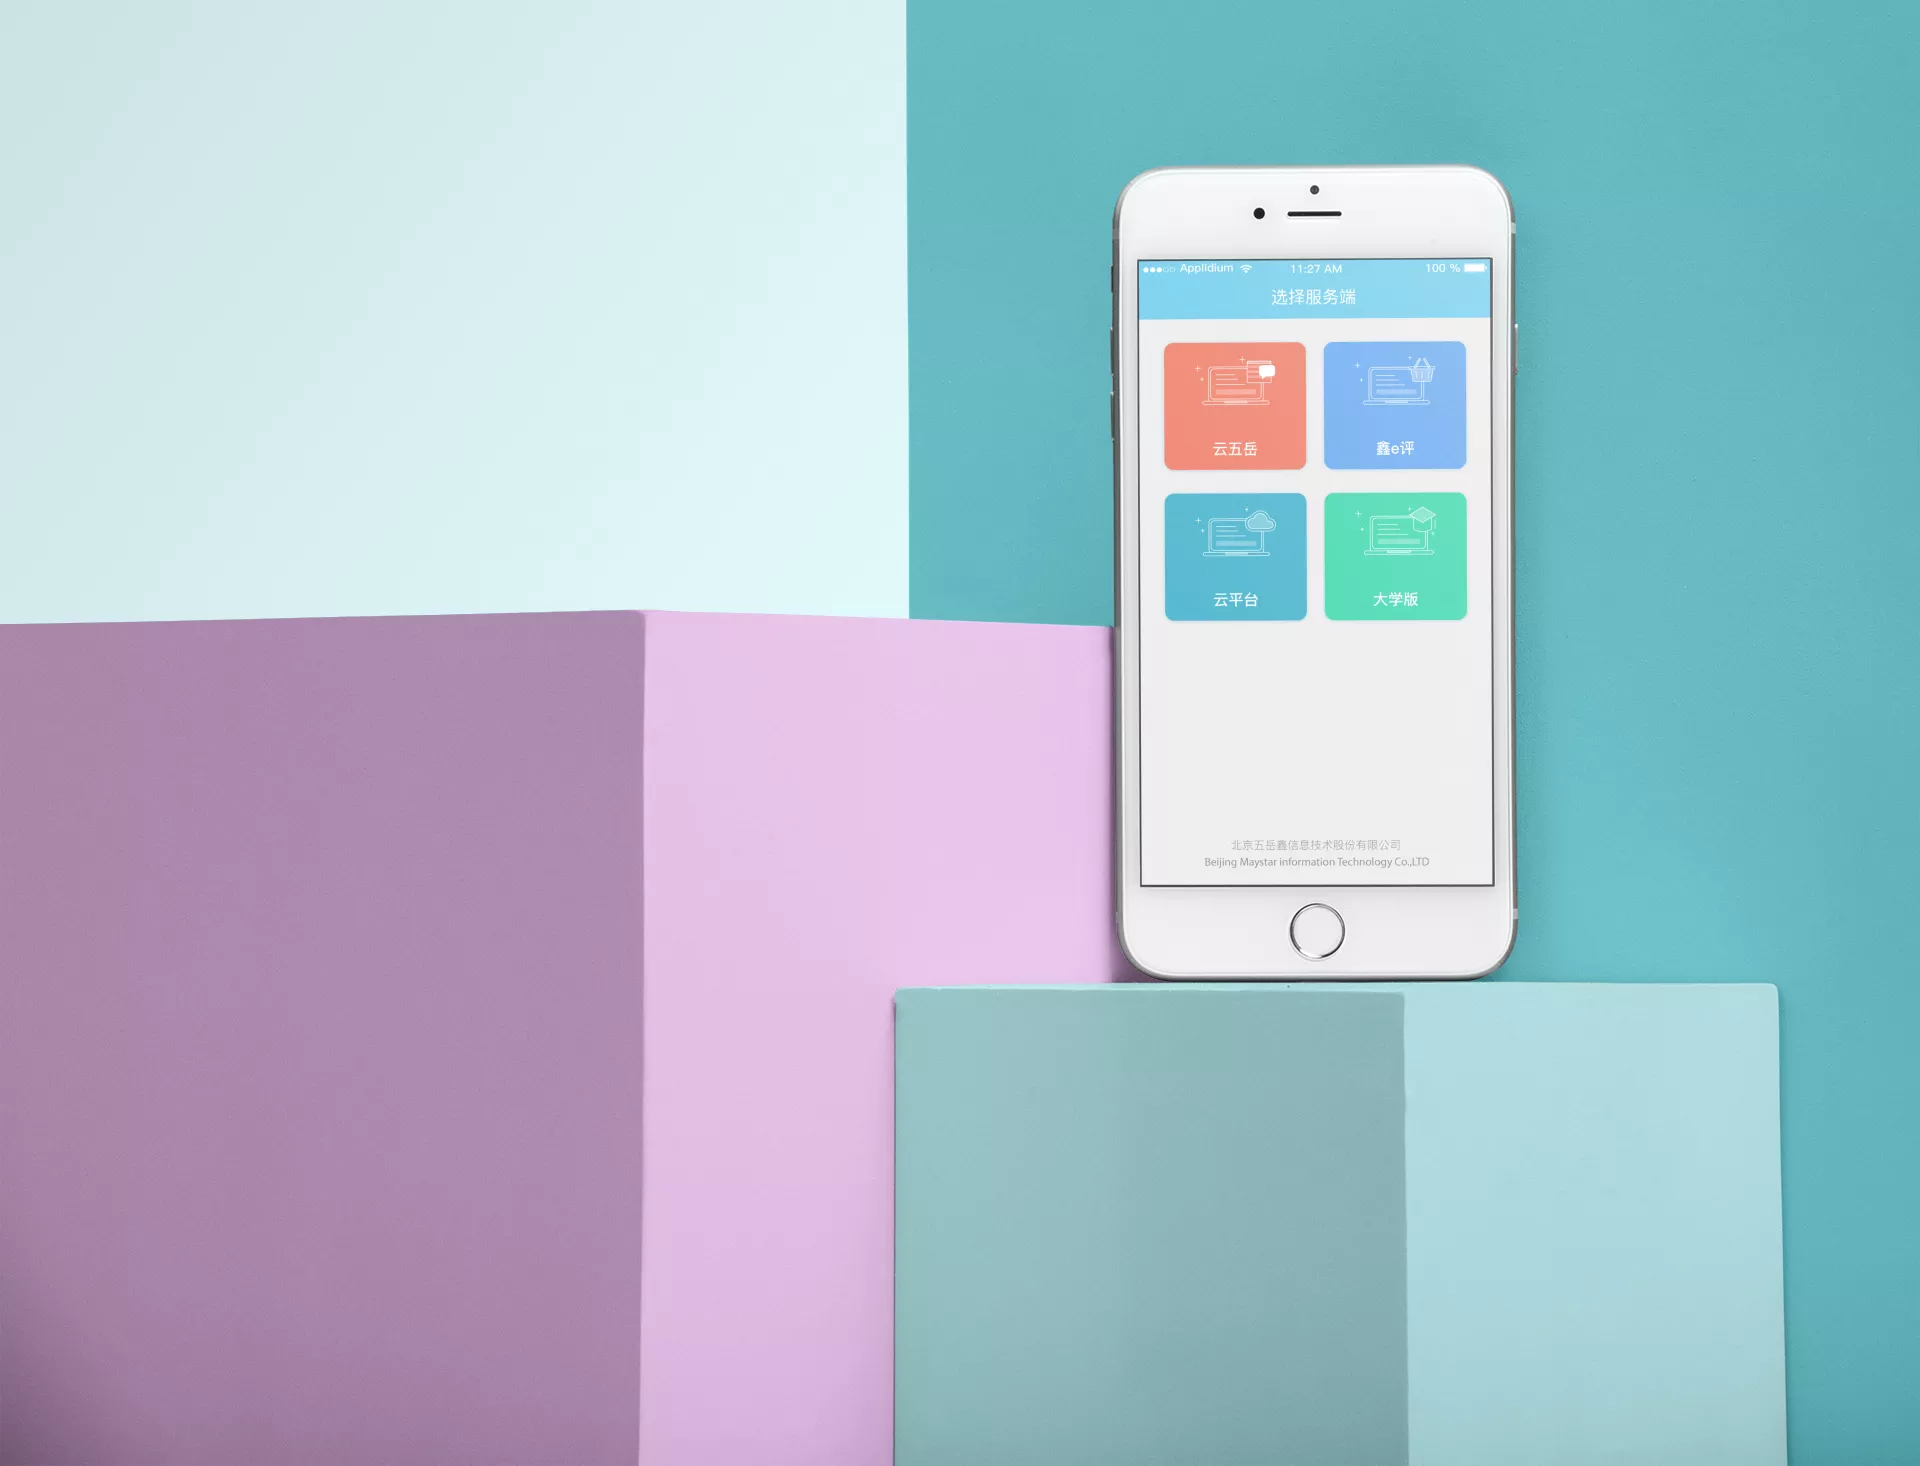 Applidium 11:27 AM 100 %
选择服务端
云五岳 鑫e评
云平台 大学版
北京五岳鑫信息技术股份有限公司
Beijing Maystar information Technology Co.,LTD